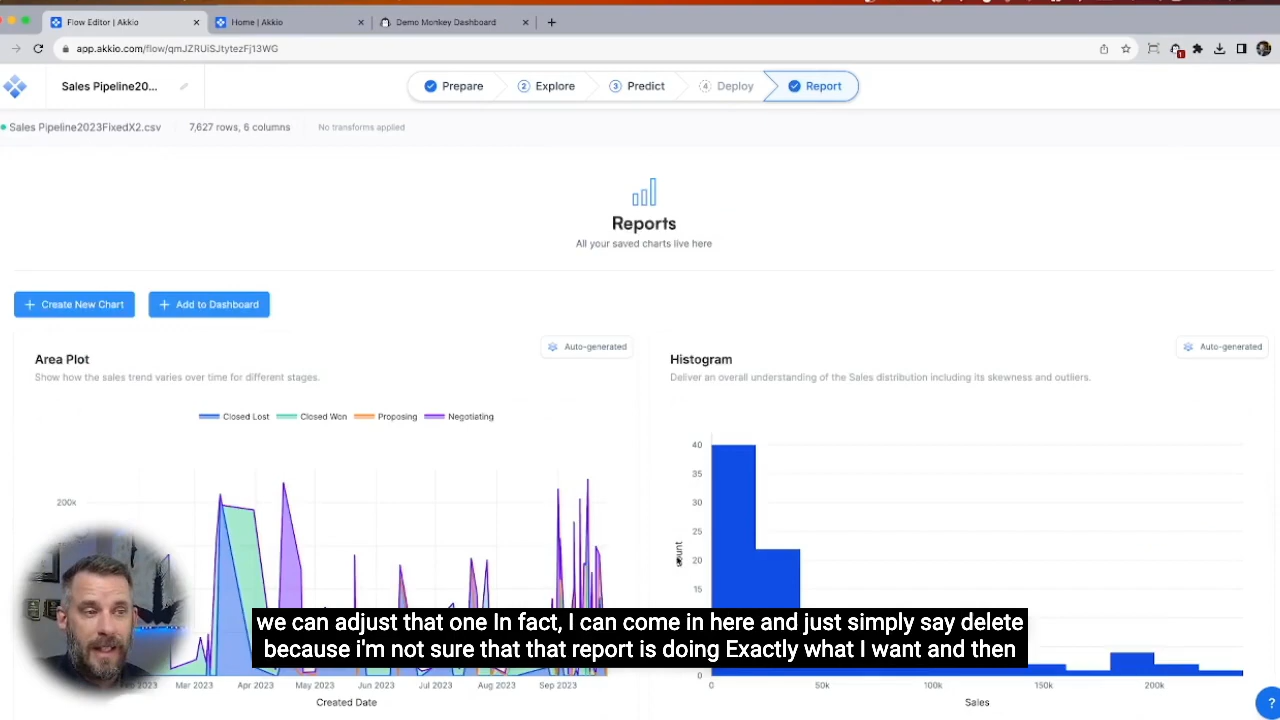 Flow Editor | Akkio
Home | Akkio
Demo Monkey Dashboard
app.akkio.com/flow/qmJZRUiSJtytezFj13WG
Sales Pipeline20...
Prepare
2 Explore
3 Predict
4 Deploy
Report
Sales Pipeline2023FixedX2.csv
7,627 rows, 6 columns
No transforms applied
Reports
All your saved charts live here
+ Create New Chart
+ Add to Dashboard
Auto-generated
Area Plot
Show how the sales trend varies over time for different stages.
Closed Lost
Closed Won
Proposing
Negotiating
200k
2023
Mar 2023
Apr 2023
May 2023
Jun 2023
Jul 2023
Aug 2023
Sep 2023
Created Date
Auto-generated
Histogram
Deliver an overall understanding of the Sales distribution including its skewness and outliers.
40
35
30
25
20
15
0
count
0
50k
100k
150k
200k
Sales
we can adjust that one In fact, I can come in here and just simply say delete
because i'm not sure that that report is doing Exactly what I want and then
?